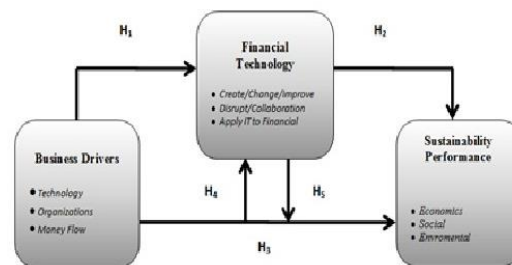 H1
H2
Financial
Technology
• Create/Change/Improve
• Disrupt/Collaboration
• Apply IT to Financial
Business Drivers
• Technology
• Organizations
• Money Flow
Sustainability
Performance
• Economics
• Social
• Enviromental
H4
H5
H3